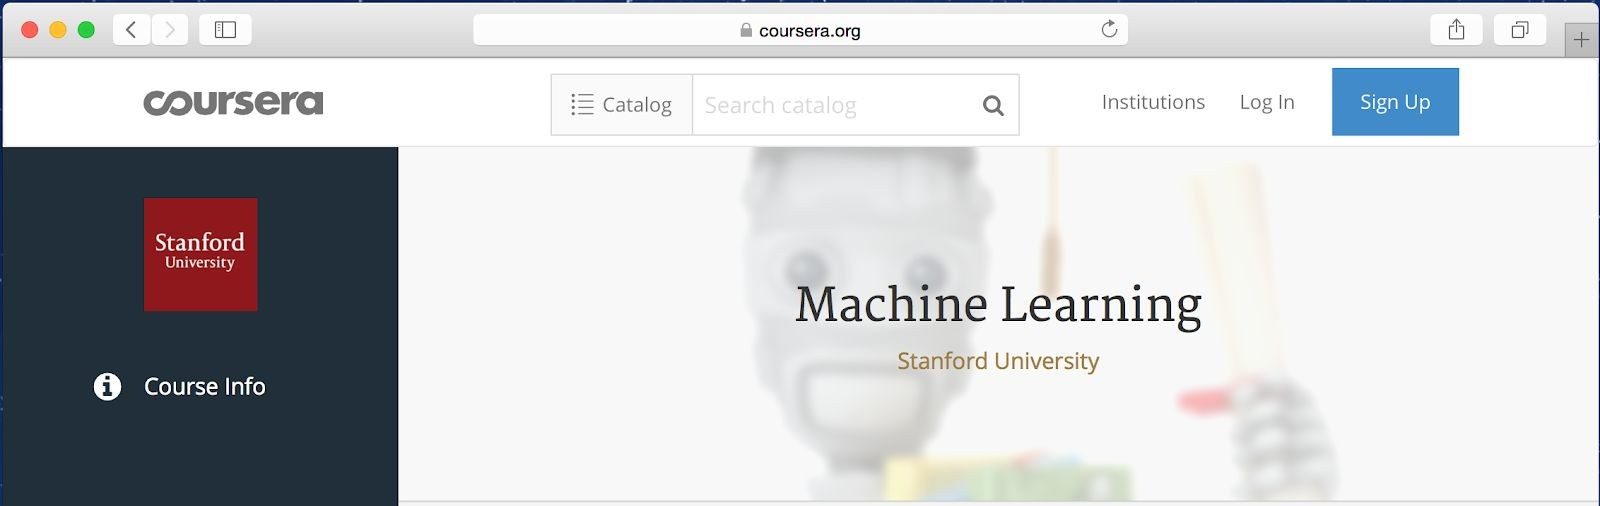 coursera.org
coursera
Catalog
Search catalog
Institutions
Log In
Sign Up
Stanford
University
Machine Learning
Stanford University
Course Info